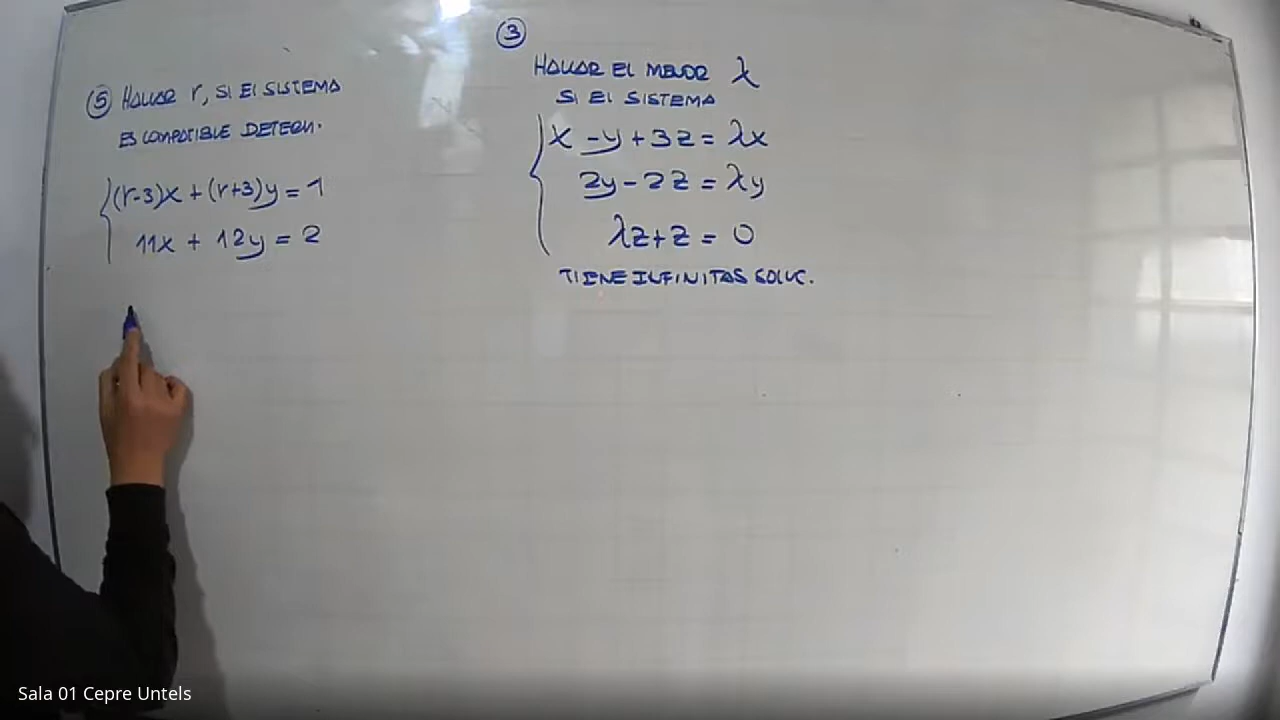 ⑤ HALLAR r, SI EL SISTEMA
ES COMPATIBLE DETERM.
(r-3)x + (r+3)y = 1
11x + 12y = 2
③
HALLAR EL MENOR λ
SI EL SISTEMA
x - y + 3z = λx
2y - 2z = λy
λz + z = 0
TIENE INFINITAS SOLUC.
Sala 01 Cepre Untels